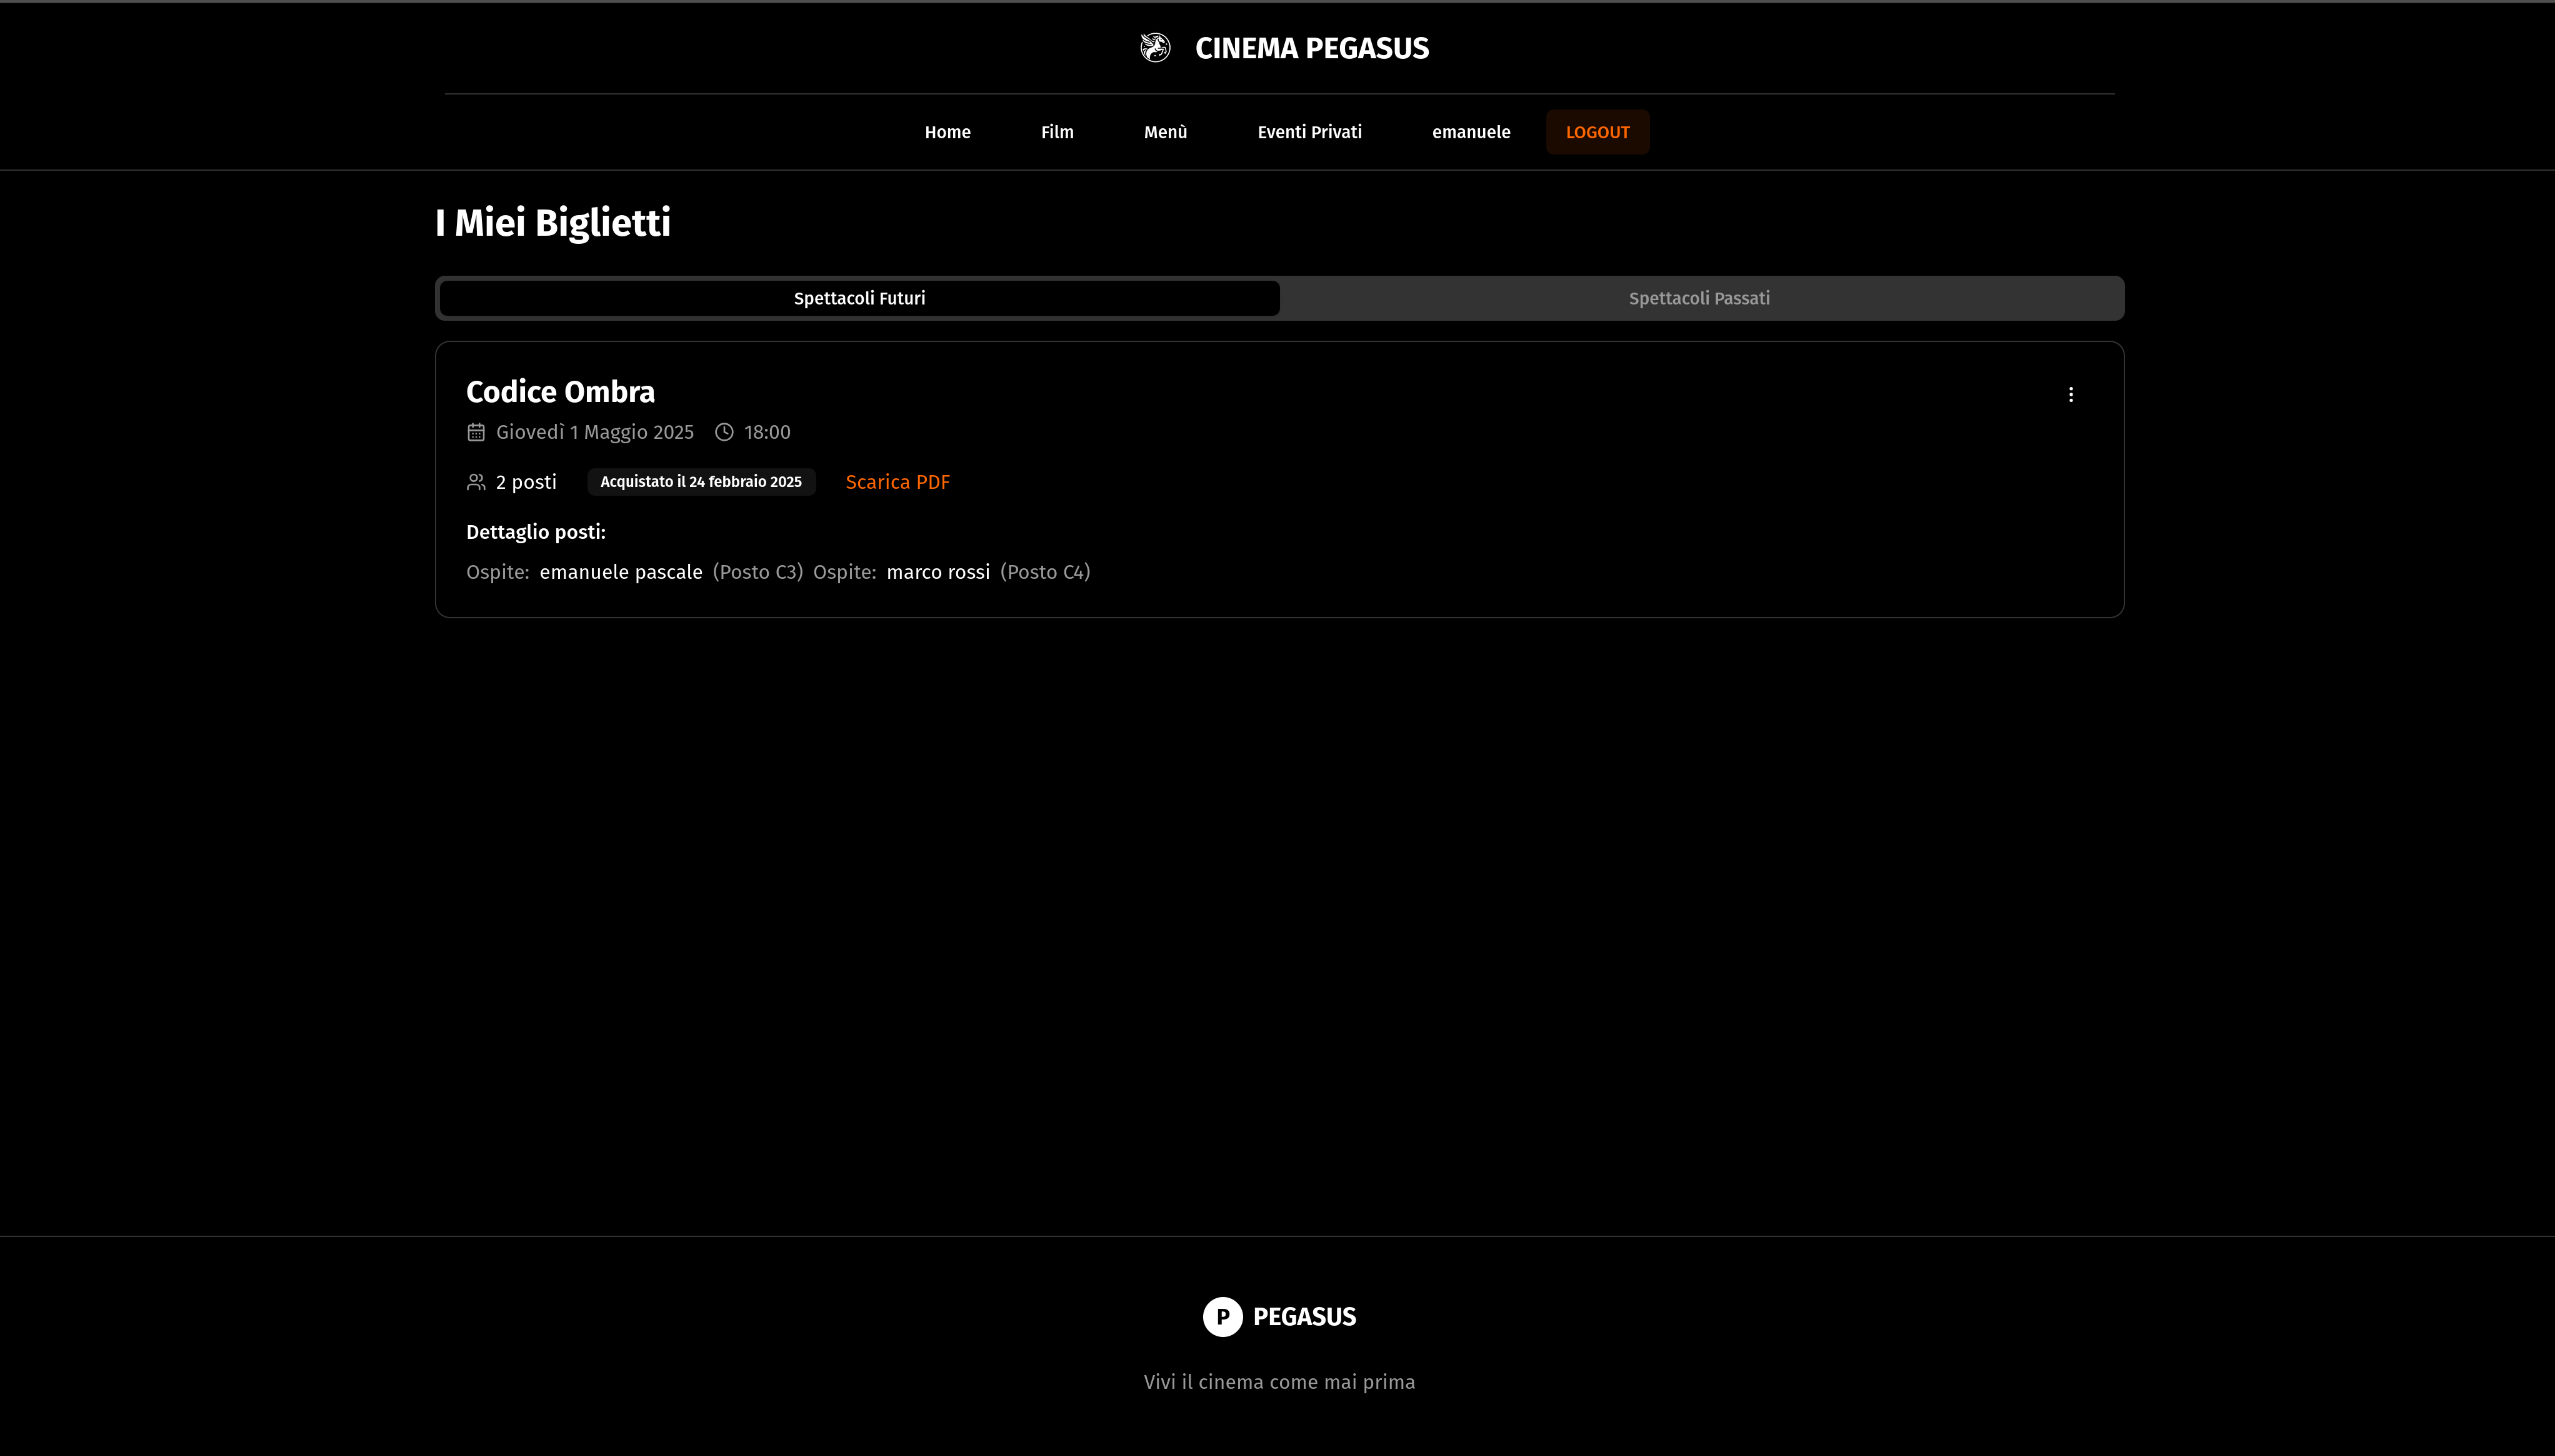 CINEMA PEGASUS
Home Film Menù Eventi Privati emanuele LOGOUT
I Miei Biglietti
Spettacoli Futuri Spettacoli Passati
Codice Ombra
Giovedì 1 Maggio 2025 18:00
2 posti Acquistato il 24 febbraio 2025 Scarica PDF
Dettaglio posti:
Ospite: emanuele pascale (Posto C3) Ospite: marco rossi (Posto C4)
P PEGASUS
Vivi il cinema come mai prima